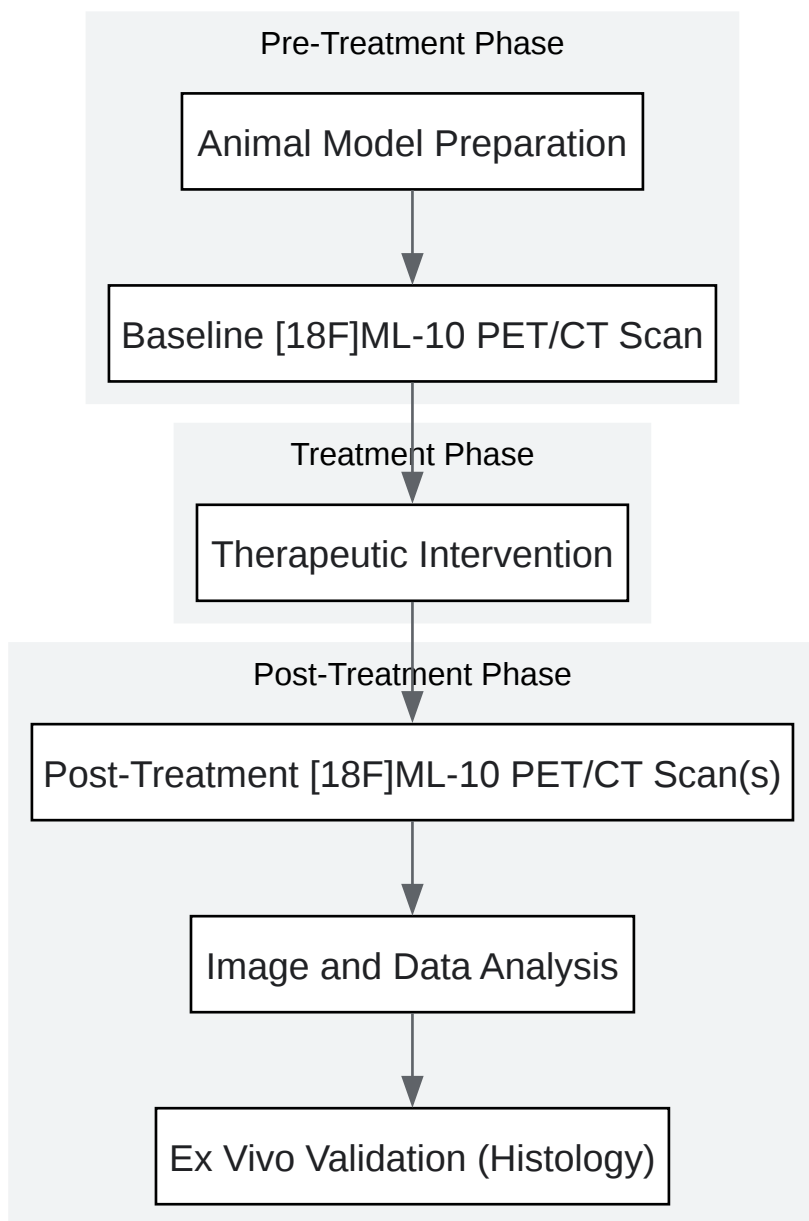 Pre-Treatment Phase
Animal Model Preparation
Baseline [18F]ML-10 PET/CT Scan
Treatment Phase
Therapeutic Intervention
Post-Treatment Phase
Post-Treatment [18F]ML-10 PET/CT Scan(s)
Image and Data Analysis
Ex Vivo Validation (Histology)